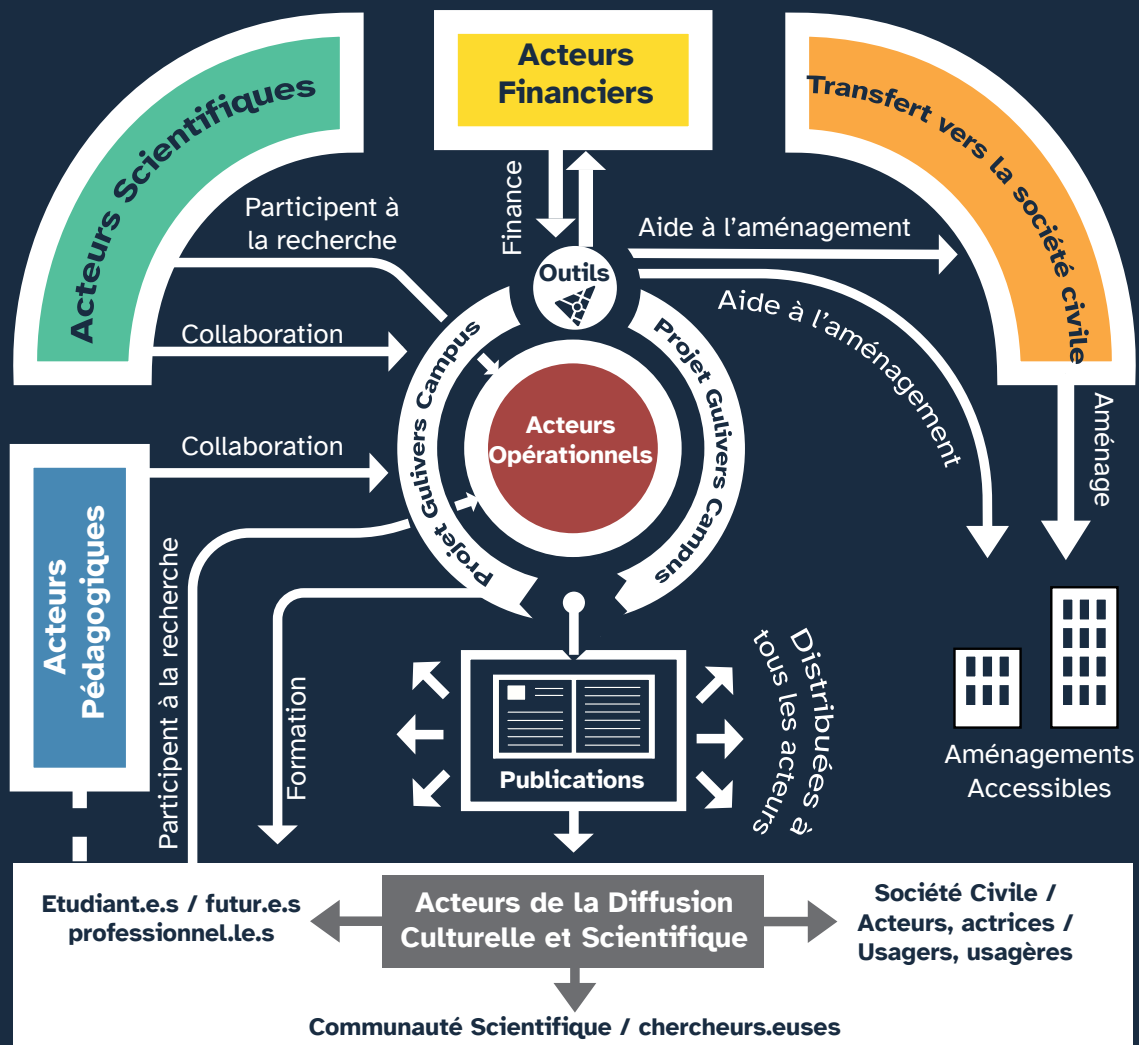 Acteurs Scientifiques
Acteurs
Financiers
Transfert vers la société civile
Participent à
la recherche
Finance
Aide à l'aménagement
Outils
Aide à l'aménagement
Collaboration
Projet Gulivers Campus
Projet Gulivers Campus
Acteurs
Opérationnels
Aménage
Collaboration
Acteurs
Pédagogiques
Participent à la recherche
Formation
Publications
Distribuées à
tous les acteurs
Aménagements
Accessibles
Etudiant.e.s / futur.e.s
professionnel.le.s
Acteurs de la Diffusion
Culturelle et Scientifique
Société Civile /
Acteurs, actrices /
Usagers, usagères
Communauté Scientifique / chercheurs.euses